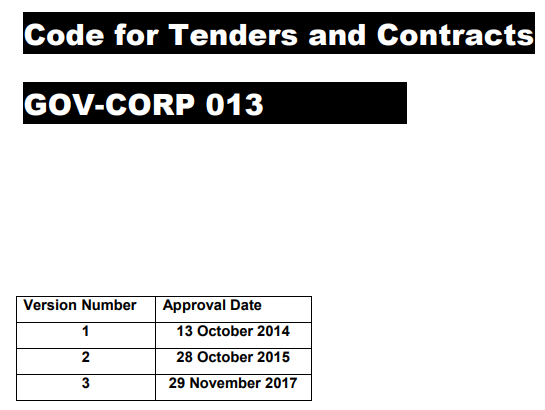 Code for Tenders and Contracts
GOV-CORP 013
Version Number Approval Date
1 13 October 2014
2 28 October 2015
3 29 November 2017